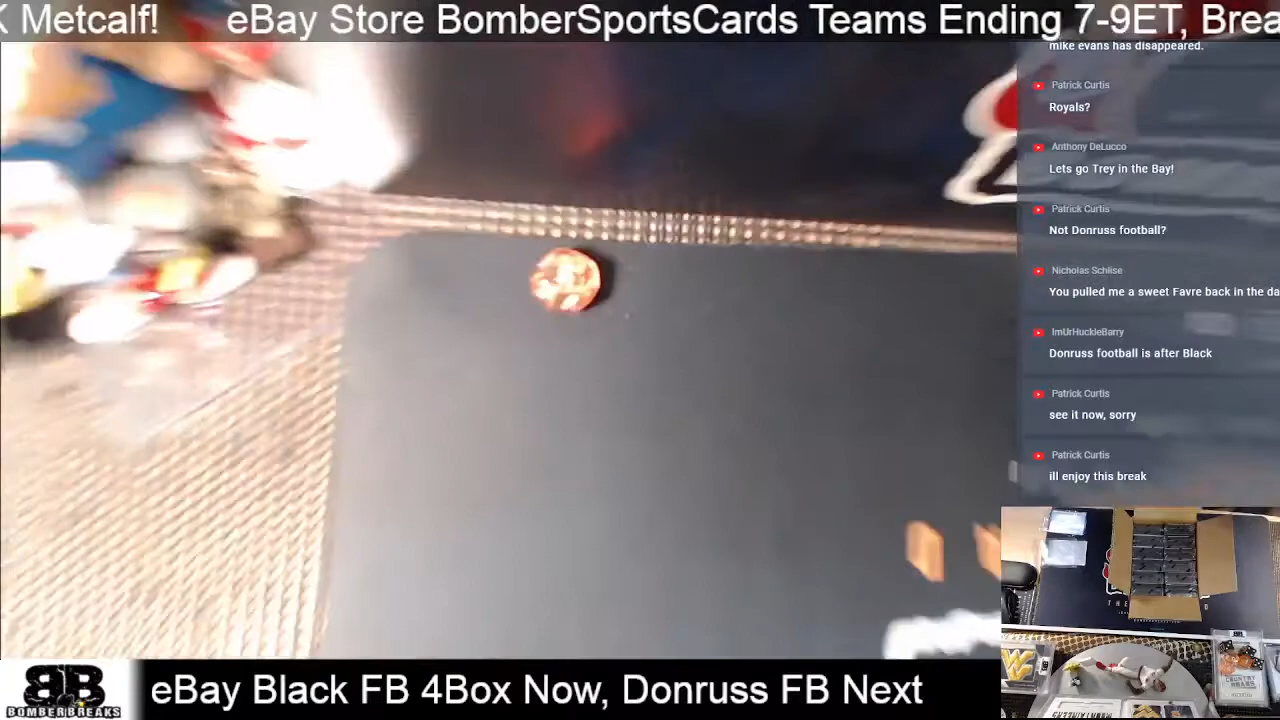 K Metcalf! eBay Store BomberSportsCards Teams Ending 7-9ET, Brea
mike evans has disappeared.
Patrick Curtis
Royals?
Anthony DeLucco
Lets go Trey in the Bay!
Patrick Curtis
Not Donruss football?
Nicholas Schlise
You pulled me a sweet Favre back in the da
ImUrHuckleBarry
Donruss football is after Black
Patrick Curtis
see it now, sorry
Patrick Curtis
ill enjoy this break
BOMBERBREAKS
eBay Black FB 4Box Now, Donruss FB Next